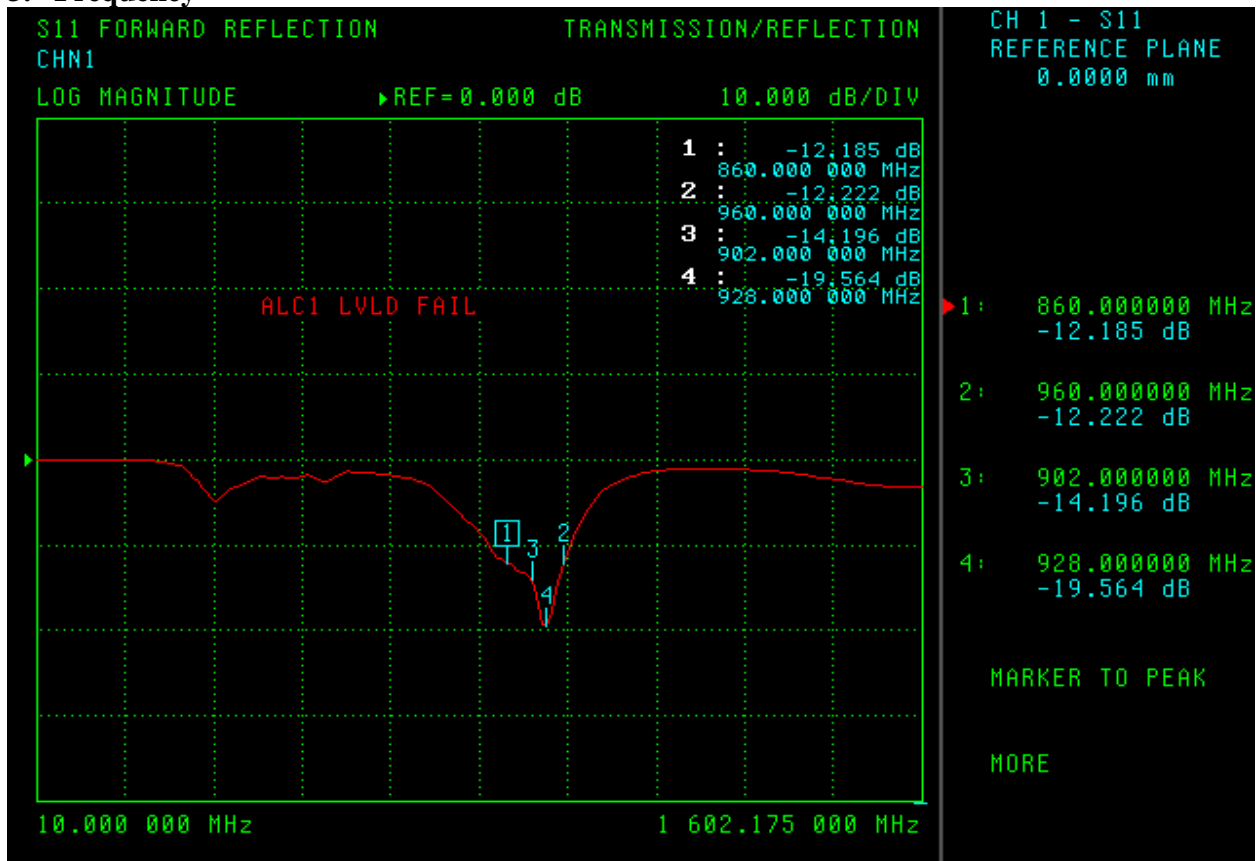 S11 FORWARD REFLECTION TRANSMISSION/REFLECTION
CHN1
LOG MAGNITUDE ▶REF=0.000 dB 10.000 dB/DIV
1 : -12.185 dB
860.000 000 MHz
2 : -12.222 dB
960.000 000 MHz
3 : -14.196 dB
902.000 000 MHz
4 : -19.564 dB
928.000 000 MHz
ALC1 LVLD FAIL
1
3
2
4
10.000 000 MHz 1 602.175 000 MHz
CH 1 - S11
REFERENCE PLANE
0.0000 mm
▶1: 860.000000 MHz
-12.185 dB
2: 960.000000 MHz
-12.222 dB
3: 902.000000 MHz
-14.196 dB
4: 928.000000 MHz
-19.564 dB
MARKER TO PEAK
MORE